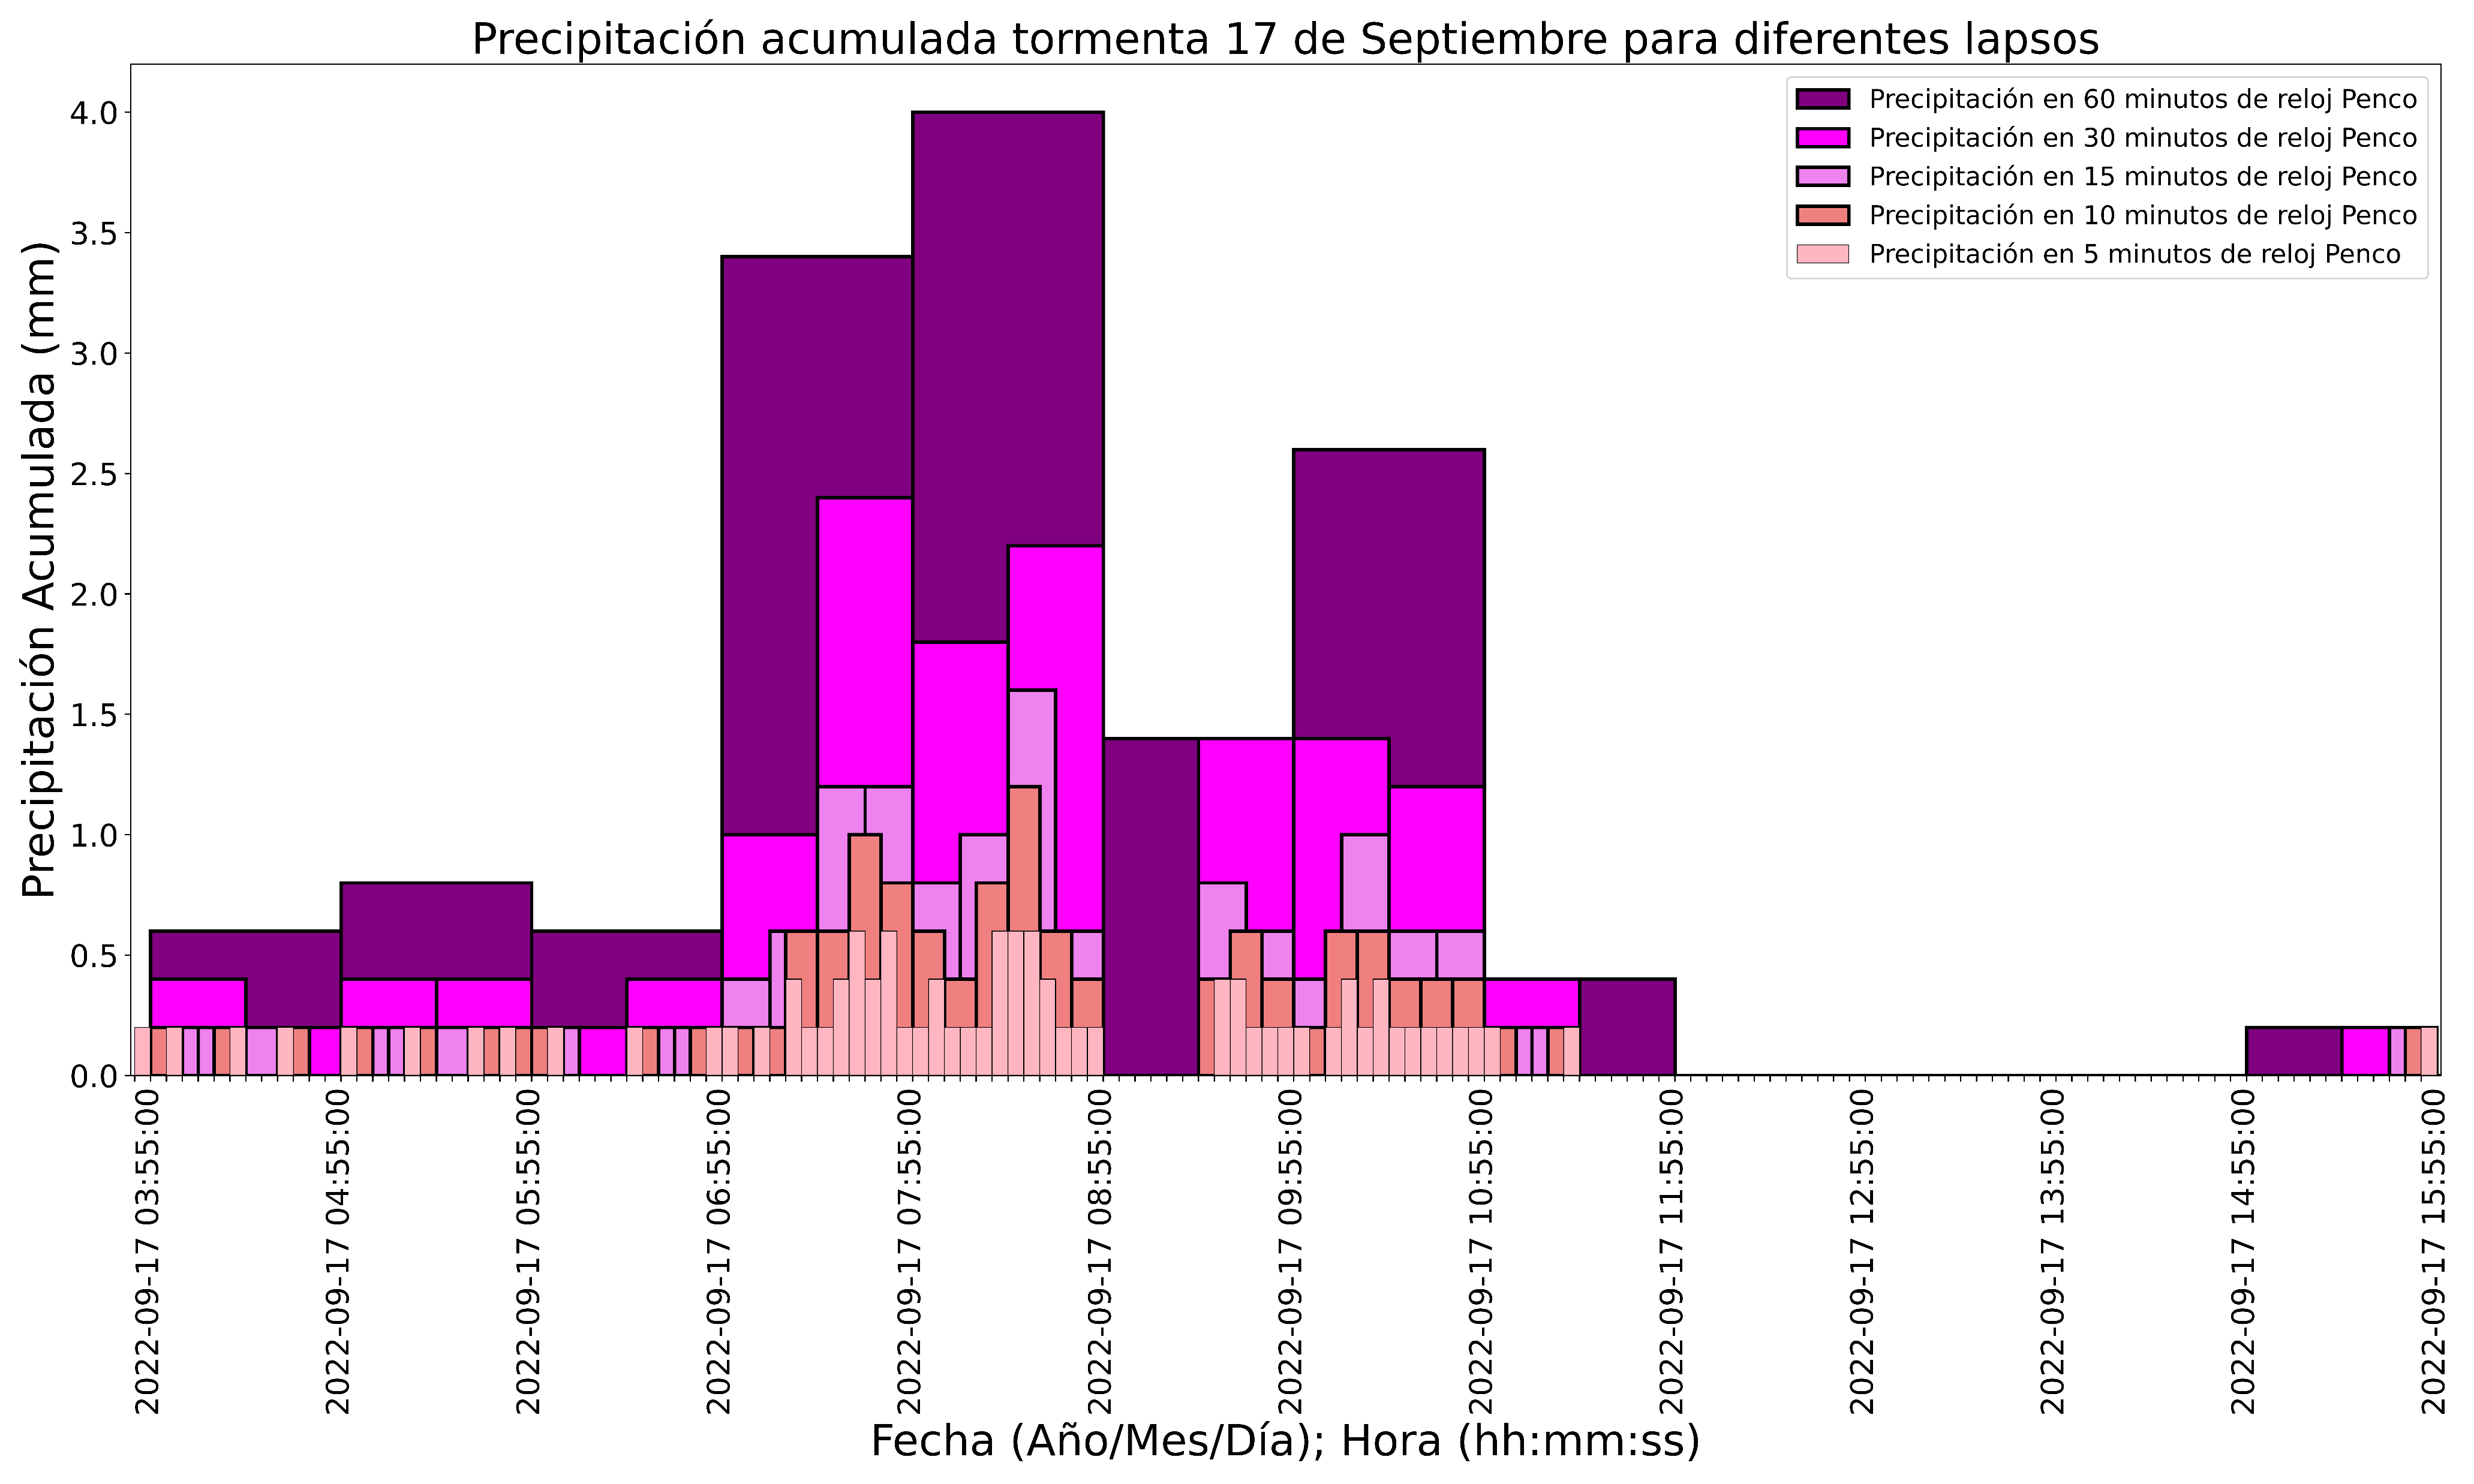 Precipitación acumulada tormenta 17 de Septiembre para diferentes lapsos
Precipitación en 60 minutos de reloj Penco
Precipitación en 30 minutos de reloj Penco
Precipitación en 15 minutos de reloj Penco
Precipitación en 10 minutos de reloj Penco
Precipitación en 5 minutos de reloj Penco
Precipitación Acumulada (mm)
4.0
3.5
3.0
2.5
2.0
1.5
1.0
0.5
0.0
2022-09-17 03:55:00
2022-09-17 04:55:00
2022-09-17 05:55:00
2022-09-17 06:55:00
2022-09-17 07:55:00
2022-09-17 08:55:00
2022-09-17 09:55:00
2022-09-17 10:55:00
2022-09-17 11:55:00
2022-09-17 12:55:00
2022-09-17 13:55:00
2022-09-17 14:55:00
2022-09-17 15:55:00
Fecha (Año/Mes/Día); Hora (hh:mm:ss)